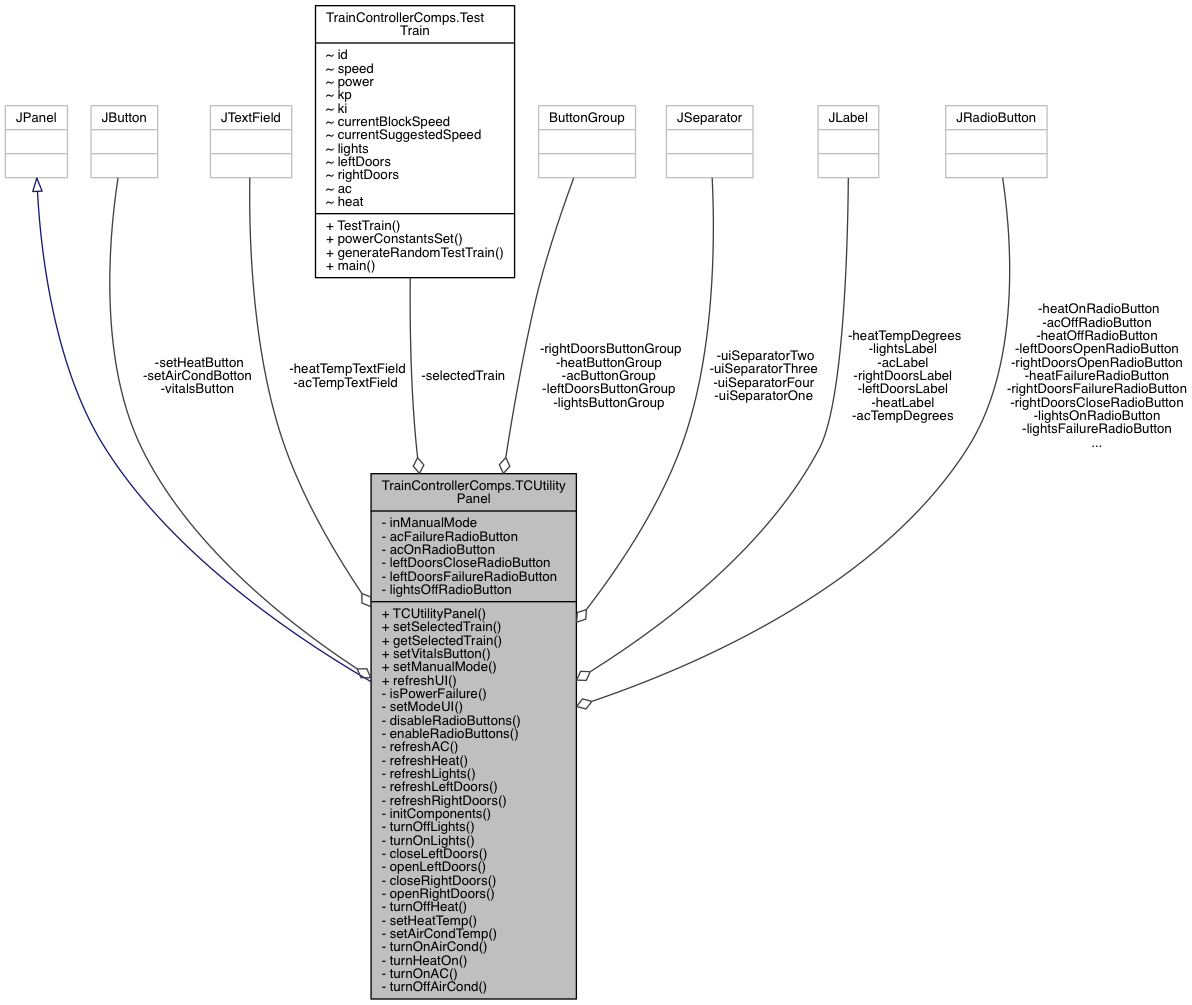 TrainControllerComps.Test
Train
~ id
~ speed
~ power
~ kp
~ ki
~ currentBlockSpeed
~ currentSuggestedSpeed
~ lights
~ leftDoors
~ rightDoors
~ ac
~ heat
+ TestTrain()
+ powerConstantsSet()
+ generateRandomTestTrain()
+ main()
JPanel
JButton
JTextField
ButtonGroup
JSeparator
JLabel
JRadioButton
-setHeatButton
-setAirCondBotton
-vitalsButton
-heatTempTextField
-acTempTextField
-selectedTrain
-rightDoorsButtonGroup
-heatButtonGroup
-acButtonGroup
-leftDoorsButtonGroup
-lightsButtonGroup
-uiSeparatorTwo
-uiSeparatorThree
-uiSeparatorFour
-uiSeparatorOne
-heatTempDegrees
-lightsLabel
-acLabel
-rightDoorsLabel
-leftDoorsLabel
-heatLabel
-acTempDegrees
-heatOnRadioButton
-acOffRadioButton
-heatOffRadioButton
-leftDoorsOpenRadioButton
-rightDoorsOpenRadioButton
-heatFailureRadioButton
-rightDoorsFailureRadioButton
-rightDoorsCloseRadioButton
-lightsOnRadioButton
-lightsFailureRadioButton
...
TrainControllerComps.TCUtility
Panel
- inManualMode
- acFailureRadioButton
- acOnRadioButton
- leftDoorsCloseRadioButton
- leftDoorsFailureRadioButton
- lightsOffRadioButton
+ TCUtilityPanel()
+ setSelectedTrain()
+ getSelectedTrain()
+ setVitalsButton()
+ setManualMode()
+ refreshUI()
- isPowerFailure()
- setModeUI()
- disableRadioButtons()
- enableRadioButtons()
- refreshAC()
- refreshHeat()
- refreshLights()
- refreshLeftDoors()
- refreshRightDoors()
- initComponents()
- turnOffLights()
- turnOnLights()
- closeLeftDoors()
- openLeftDoors()
- closeRightDoors()
- openRightDoors()
- turnOffHeat()
- setHeatTemp()
- setAirCondTemp()
- turnOnAirCond()
- turnHeatOn()
- turnOnAC()
- turnOffAirCond()